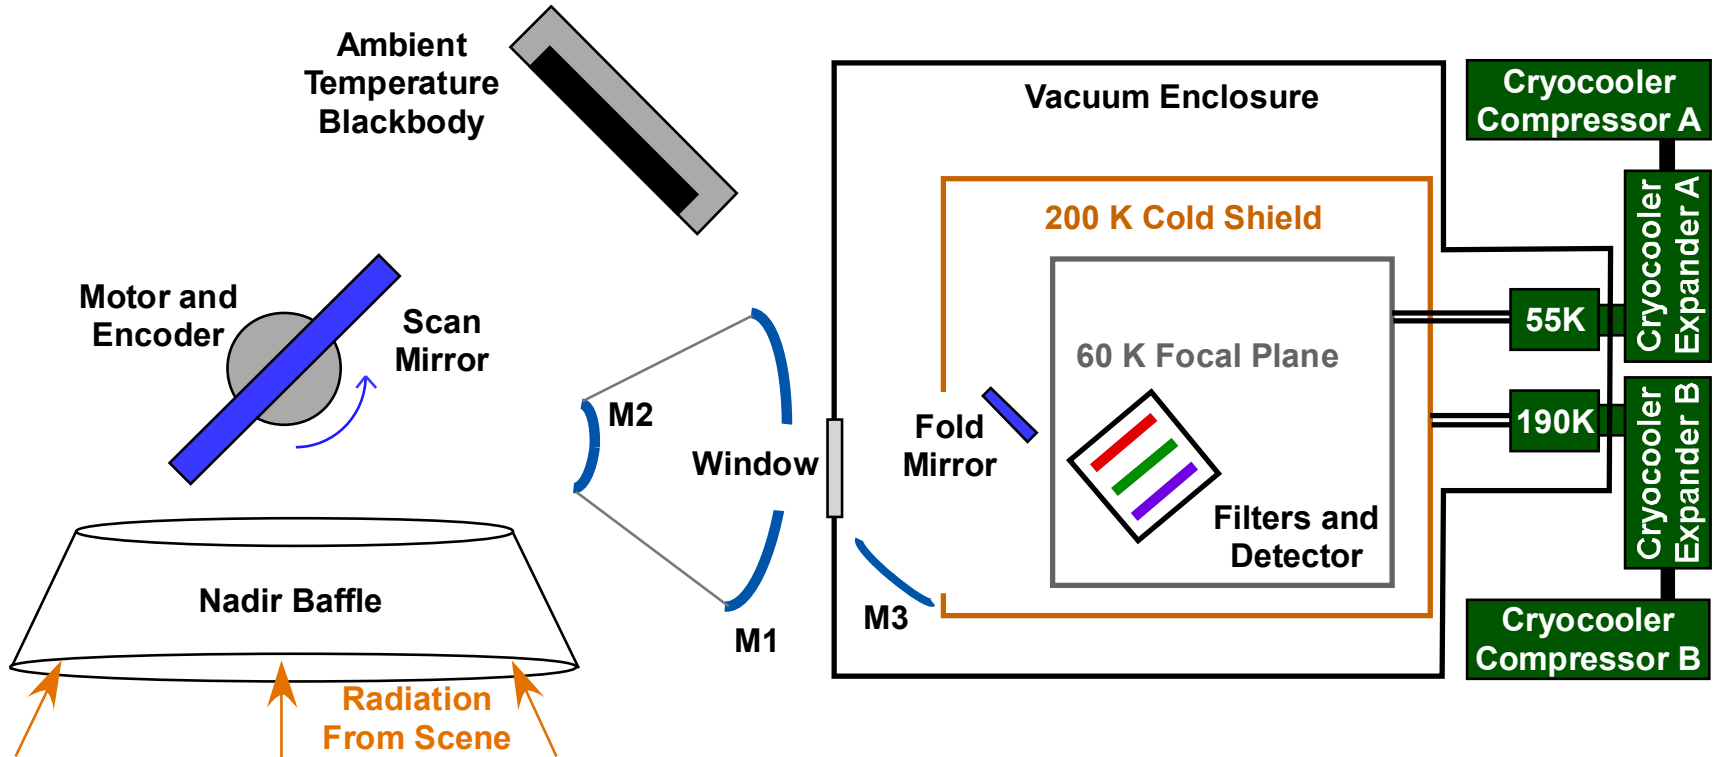 Ambient
Temperature
Blackbody
Motor and
Encoder
Scan
Mirror
Nadir Baffle
Radiation
From Scene
M2
M1
Window
M3
Vacuum Enclosure
200 K Cold Shield
60 K Focal Plane
Fold
Mirror
Filters and
Detector
55K
190K
Cryocooler
Compressor A
Cryocooler
Expander A
Cryocooler
Expander B
Cryocooler
Compressor B